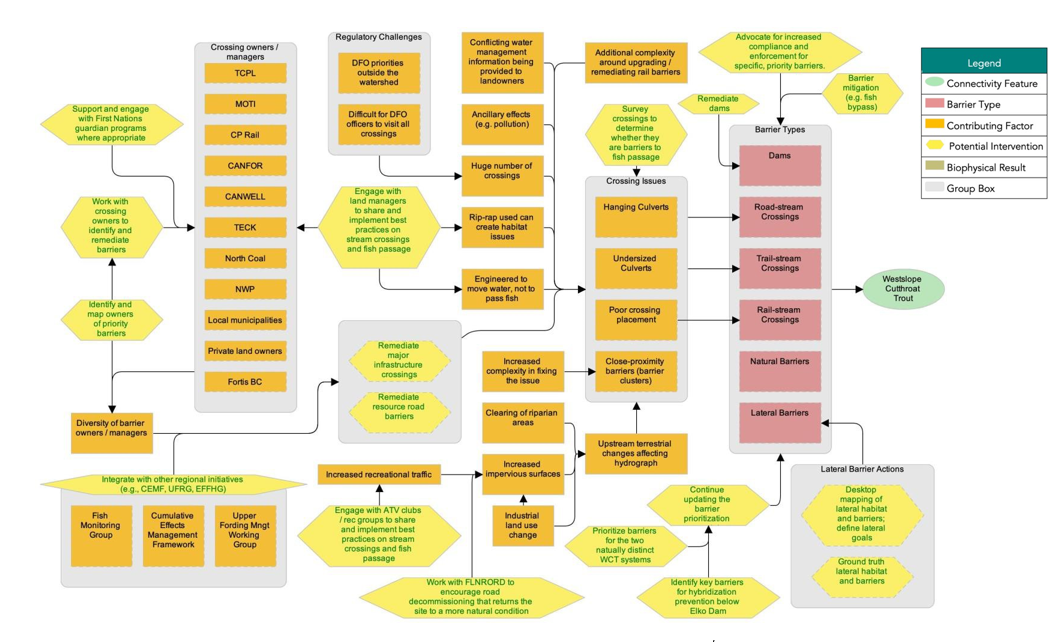 Crossing owners /
managers
TCPL
MOTI
CP Rail
CANFOR
CANWELL
TECK
North Coal
NWP
Local municipalities
Private land owners
Fortis BC
Support and engage
with First Nations
guardian programs
where appropriate
Work with
crossing
owners to
identify and
remediate
barriers
Identify and
map owners
of priority
barriers
Diversity of barrier
owners / managers
Integrate with other regional initiatives
(e.g., CEMF, UFRG, EFFHG)
Fish
Monitoring
Group
Cumulative
Effects
Management
Framework
Upper
Fording Mngt
Working
Group
Regulatory Challenges
DFO priorities
outside the
watershed
Difficult for DFO
officers to visit all
crossings
Engage with
land managers
to share and
implement best
practices on
stream crossings
and fish passage
Remediate
major
infrastructure
crossings
Remediate
resource road
barriers
Increased recreational traffic
Engage with ATV clubs
/ rec groups to share
and implement best
practices on stream
crossings and fish
passage
Work with FLNRORD to
encourage road
decommissioning that returns the
site to a more natural condition
Conflicting water
management
information being
provided to
landowners
Ancillary effects
(e.g. pollution)
Huge number of
crossings
Rip-rap used can
create habitat
issues
Engineered to
move water, not to
pass fish
Increased
complexity in fixing
the issue
Clearing of riparian
areas
Increased
impervious surfaces
Industrial
land use
change
Additional complexity
around upgrading /
remediating rail barriers
Survey
crossings to
determine
whether they
are barriers to
fish passage
Crossing Issues
Hanging Culverts
Undersized
Culverts
Poor crossing
placement
Close-proximity
barriers (barrier
clusters)
Upstream terrestrial
changes affecting
hydrograph
Prioritize barriers
for the two
natually distinct
WCT systems
Continue
updating the
barrier
prioritization
Identify key barriers
for hybridization
prevention below
Elko Dam
Advocate for increased
compliance and
enforcement for
specific, priority barriers.
Remediate
dams
Barrier
mitigation
(e.g. fish
bypass)
Barrier Types
Dams
Road-stream
Crossings
Trail-stream
Crossings
Rail-stream
Crossings
Natural Barriers
Lateral Barriers
Lateral Barrier Actions
Desktop
mapping of
lateral habitat
and barriers;
define lateral
goals
Ground truth
lateral habitat
and barriers
Westslope
Cutthroat
Trout
Legend
Connectivity Feature
Barrier Type
Contributing Factor
Potential Intervention
Biophysical Result
Group Box